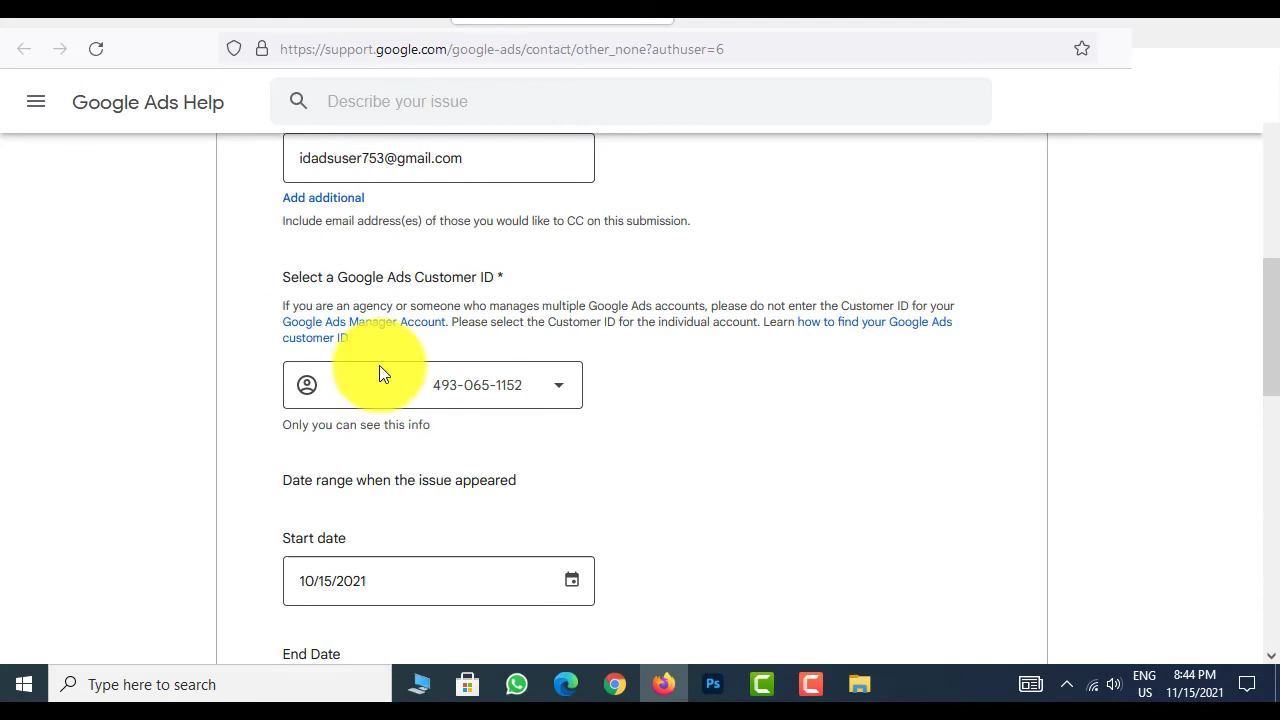 https://support.google.com/google-ads/contact/other_none?authuser=6
Google Ads Help
Describe your issue
idadsuser753@gmail.com
Add additional
Include email address(es) of those you would like to CC on this submission.
Select a Google Ads Customer ID *
If you are an agency or someone who manages multiple Google Ads accounts, please do not enter the Customer ID for your
Google Ads Manager Account. Please select the Customer ID for the individual account. Learn how to find your Google Ads
customer ID.
493-065-1152
Only you can see this info
Date range when the issue appeared
Start date
10/15/2021
End Date
Type here to search
Ps
C
C
ENG
US
8:44 PM
11/15/2021